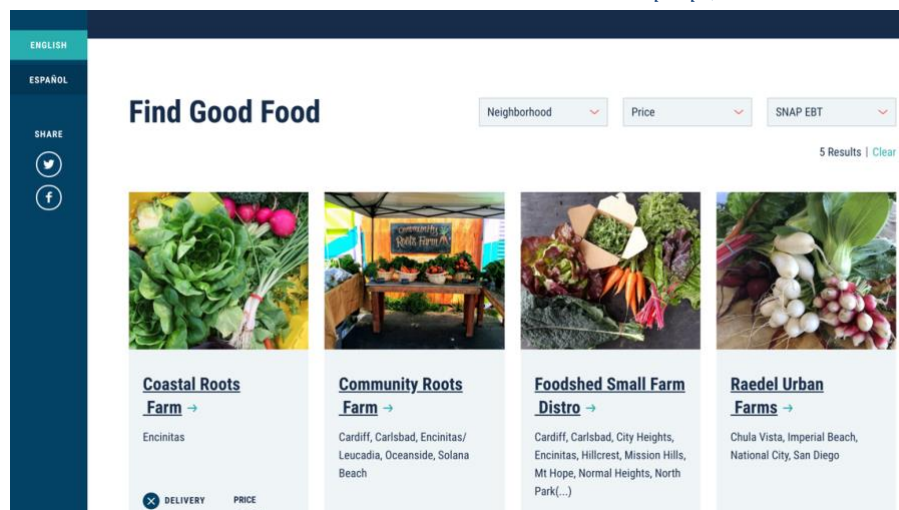 ENGLISH
ESPAÑOL
SHARE
Find Good Food
Neighborhood
Price
SNAP EBT
5 Results | Clear
Community
Roots Farm
Coastal Roots
Farm →
Encinitas
DELIVERY PRICE
Community Roots
Farm →
Cardiff, Carlsbad, Encinitas/
Leucadia, Oceanside, Solana
Beach
Foodshed Small Farm
Distro →
Cardiff, Carlsbad, City Heights,
Encinitas, Hillcrest, Mission Hills,
Mt Hope, Normal Heights, North
Park(...)
Raedel Urban
Farms →
Chula Vista, Imperial Beach,
National City, San Diego